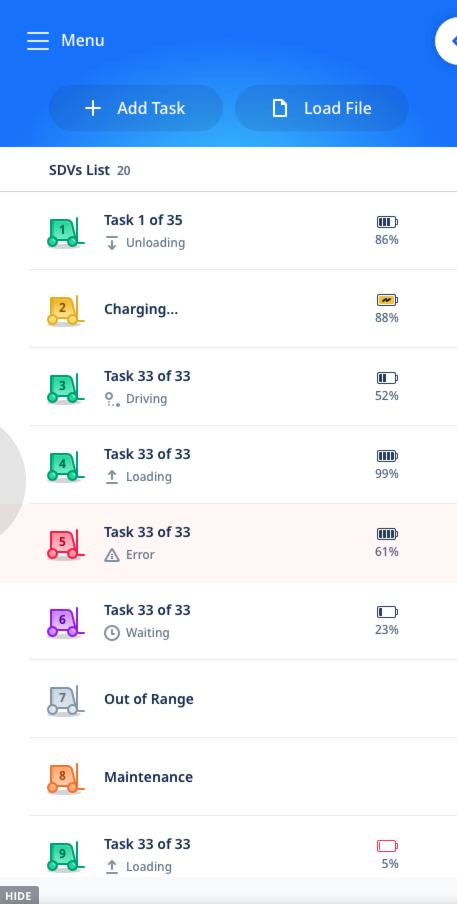 Menu
Add Task
Load File
SDVs List 20
1
Task 1 of 35
Unloading
86%
2
Charging...
88%
3
Task 33 of 33
Driving
52%
4
Task 33 of 33
Loading
99%
5
Task 33 of 33
Error
61%
6
Task 33 of 33
Waiting
23%
7
Out of Range
8
Maintenance
9
Task 33 of 33
Loading
5%
HIDE